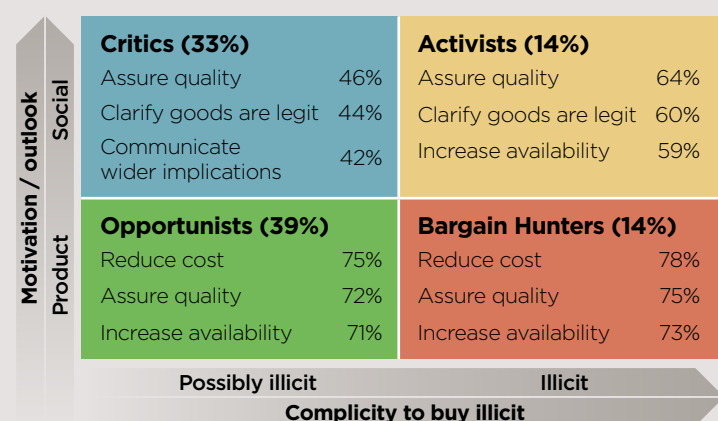 Motivation / outlook
Social
Product
Critics (33%)
Assure quality 46%
Clarify goods are legit 44%
Communicate
wider implications 42%
Activists (14%)
Assure quality 64%
Clarify goods are legit 60%
Increase availability 59%
Opportunists (39%)
Reduce cost 75%
Assure quality 72%
Increase availability 71%
Bargain Hunters (14%)
Reduce cost 78%
Assure quality 75%
Increase availability 73%
Possibly illicit
Illicit
Complicity to buy illicit